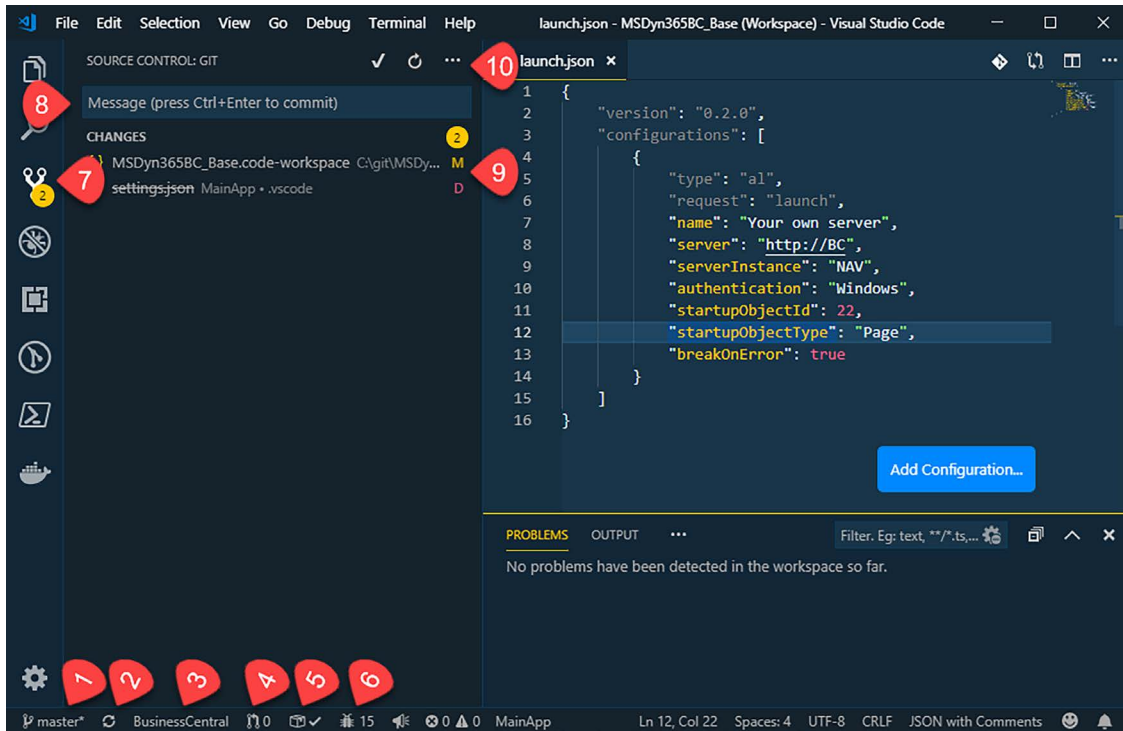 File Edit Selection View Go Debug Terminal Help launch.json - MSDyn365BC_Base (Workspace) - Visual Studio Code
SOURCE CONTROL: GIT
10
8
Message (press Ctrl+Enter to commit)
CHANGES 2
MSDyn365BC_Base.code-workspace C:\git\MSDy... M
settings.json MainApp • .vscode D
7
2
9
launch.json
1 {
2 "version": "0.2.0",
3 "configurations": [
4 {
5 "type": "al",
6 "request": "launch",
7 "name": "Your own server",
8 "server": "http://BC",
9 "serverInstance": "NAV",
10 "authentication": "Windows",
11 "startupObjectId": 22,
12 "startupObjectType": "Page",
13 "breakOnError": true
14 }
15 ]
16 }
Add Configuration...
PROBLEMS OUTPUT ... Filter. Eg: text, **/*.ts,...
No problems have been detected in the workspace so far.
1 2 3 4 5 6
master* BusinessCentral 0 15 0 0 MainApp Ln 12, Col 22 Spaces: 4 UTF-8 CRLF JSON with Comments